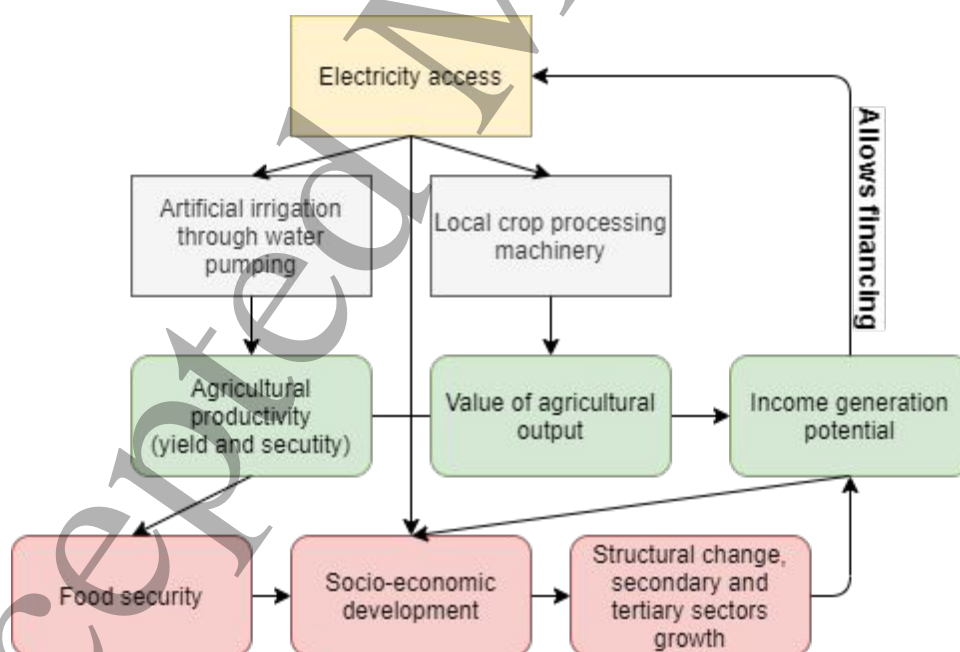 Electricity access
Artificial irrigation
through water
pumping
Local crop processing
machinery
Allows financing
Agricultural
productivity
(yield and secutity)
Value of agricultural
output
Income generation
potential
Food security
Socio-economic
development
Structural change,
secondary and
tertiary sectors
growth
cepted M